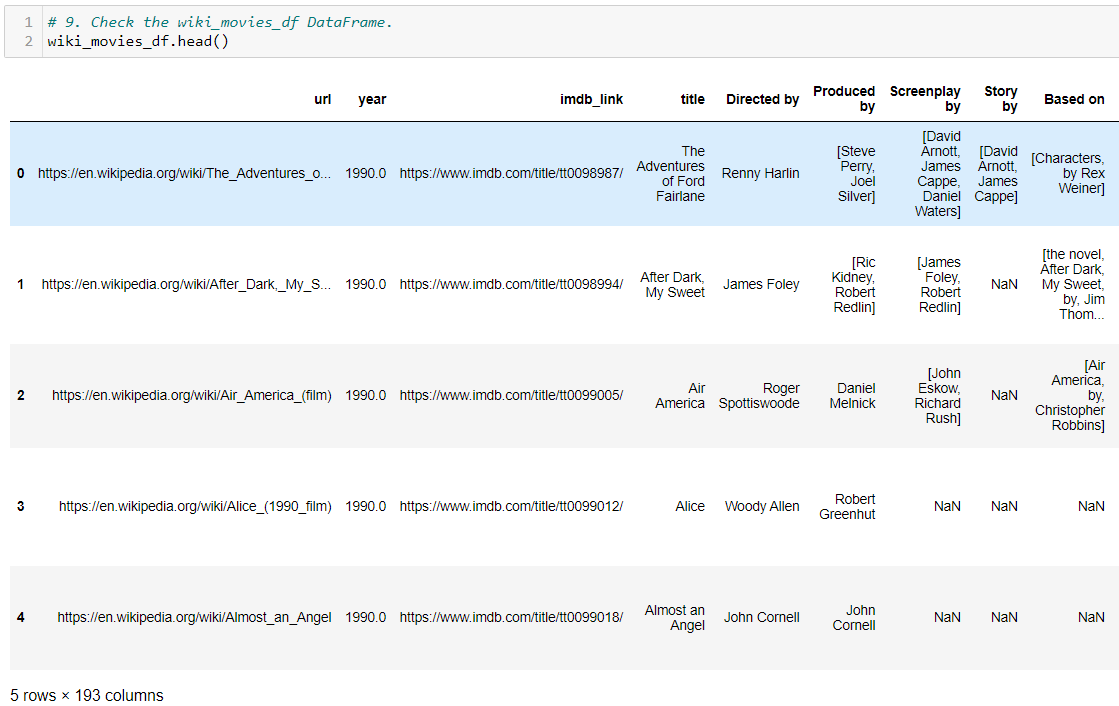 1 # 9. Check the wiki_movies_df DataFrame.
2 wiki_movies_df.head()
url year imdb_link title Directed by Produced by Screenplay by Story by Based on
0 https://en.wikipedia.org/wiki/The_Adventures_o... 1990.0 https://www.imdb.com/title/tt0098987/ The Adventures of Ford Fairlane Renny Harlin [Steve Perry, Joel Silver] [David Arnott, James Cappe, Daniel Waters] [David Arnott, James Cappe] [Characters, by Rex Weiner]
1 https://en.wikipedia.org/wiki/After_Dark,_My_S... 1990.0 https://www.imdb.com/title/tt0098994/ After Dark, My Sweet James Foley [Ric Kidney, Robert Redlin] [James Foley, Robert Redlin] NaN [the novel, After Dark, My Sweet, by, Jim Thom...
2 https://en.wikipedia.org/wiki/Air_America_(film) 1990.0 https://www.imdb.com/title/tt0099005/ Air America Roger Spottiswoode Daniel Melnick [John Eskow, Richard Rush] NaN [Air America, by, Christopher Robbins]
3 https://en.wikipedia.org/wiki/Alice_(1990_film) 1990.0 https://www.imdb.com/title/tt0099012/ Alice Woody Allen Robert Greenhut NaN NaN NaN
4 https://en.wikipedia.org/wiki/Almost_an_Angel 1990.0 https://www.imdb.com/title/tt0099018/ Almost an Angel John Cornell John Cornell NaN NaN NaN
5 rows × 193 columns